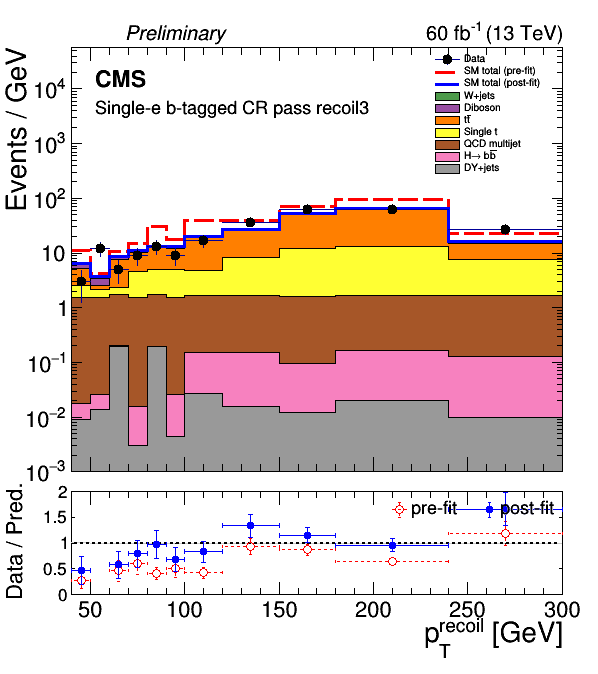 Preliminary 60 fb⁻¹ (13 TeV)
CMS
Single-e b-tagged CR pass recoil3
Data
SM total (pre-fit)
SM total (post-fit)
W+jets
Diboson
tt̅
Single t
QCD multijet
H→ bb̅
DY+jets
Events / GeV
10⁴
10³
10²
10
1
10⁻¹
10⁻²
10⁻³
Data / Pred.
2
1.5
1
0.5
0
pre-fit post-fit
50 100 150 200 250 300
p_T^recoil [GeV]